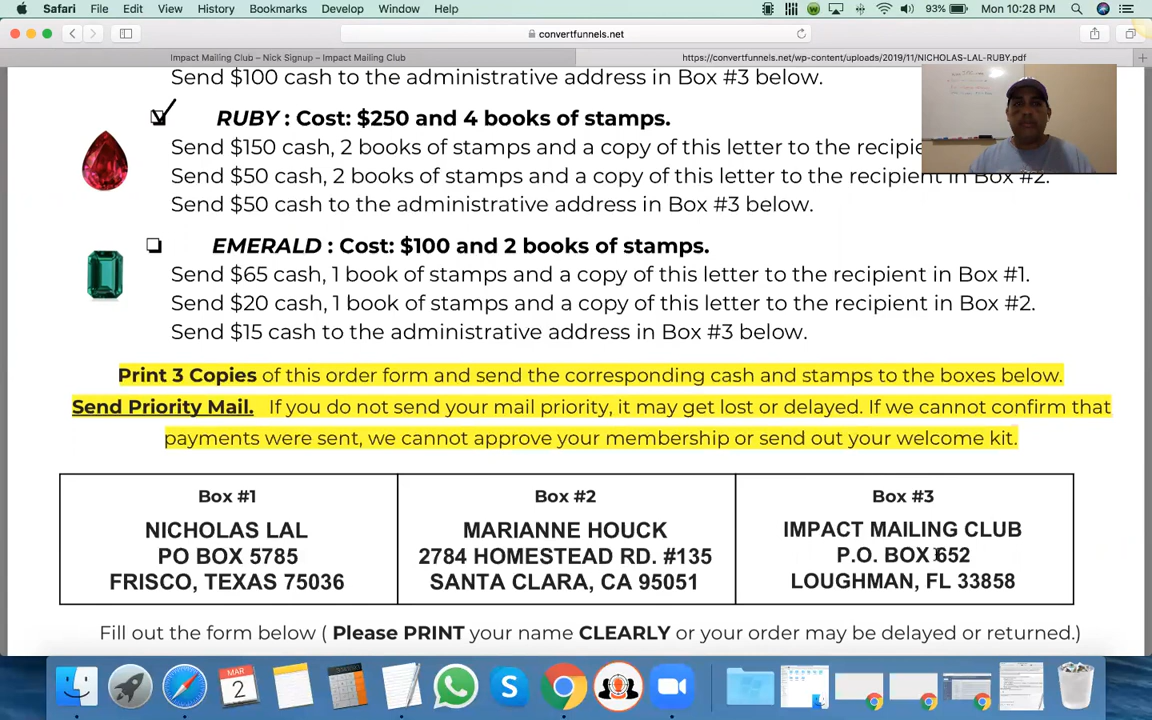 Safari File Edit View History Bookmarks Develop Window Help 93% Mon 10:28 PM
convertfunnels.net
Impact Mailing Club – Nick Signup – Impact Mailing Club https://convertfunnels.net/wp-content/uploads/2019/11/NICHOLAS-LAL-RUBY.pdf
Send $100 cash to the administrative address in Box #3 below.
RUBY : Cost: $250 and 4 books of stamps.
Send $150 cash, 2 books of stamps and a copy of this letter to the
Send $50 cash, 2 books of stamps and a copy of this letter to the recipient in Box #2.
Send $50 cash to the administrative address in Box #3 below.
EMERALD : Cost: $100 and 2 books of stamps.
Send $65 cash, 1 book of stamps and a copy of this letter to the recipient in Box #1.
Send $20 cash, 1 book of stamps and a copy of this letter to the recipient in Box #2.
Send $15 cash to the administrative address in Box #3 below.
Print 3 Copies of this order form and send the corresponding cash and stamps to the boxes below.
Send Priority Mail. If you do not send your mail priority, it may get lost or delayed. If we cannot confirm that
payments were sent, we cannot approve your membership or send out your welcome kit.
Box #1
NICHOLAS LAL
PO BOX 5785
FRISCO, TEXAS 75036
Box #2
MARIANNE HOUCK
2784 HOMESTEAD RD. #135
SANTA CLARA, CA 95051
Box #3
IMPACT MAILING CLUB
P.O. BOX 652
LOUGHMAN, FL 33858
Fill out the form below ( Please PRINT your name CLEARLY or your order may be delayed or returned.)
MAR
2